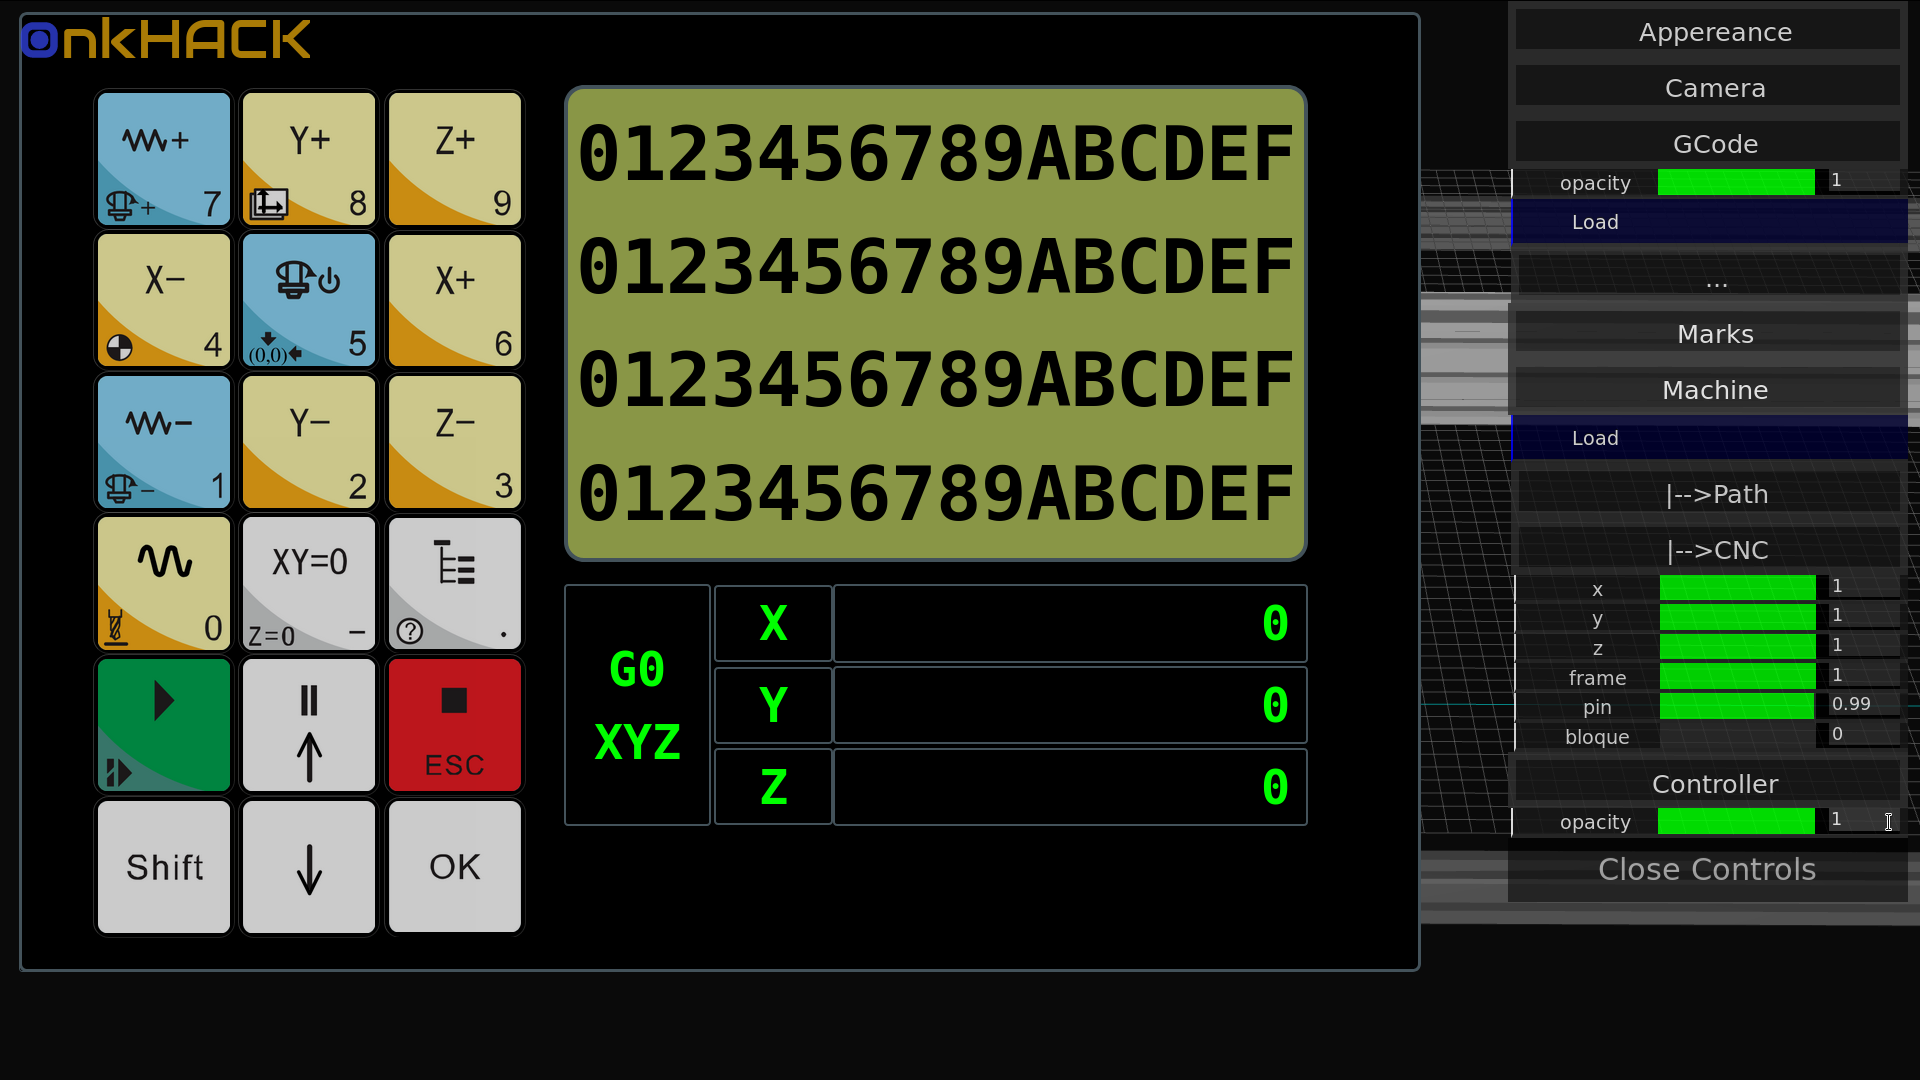 OnkHACK
+ 7
+
Y+ 8
Z+ 9
X− 4
5
(0,0)
X+ 6
− 1
−
Y− 2
Z− 3
0
XY=0
Z=0 −
? .
ESC
Shift
OK
0123456789ABCDEF
0123456789ABCDEF
0123456789ABCDEF
0123456789ABCDEF
G0
XYZ
X 0
Y 0
Z 0
Appereance
Camera
GCode
opacity 1
Load
...
Marks
Machine
Load
|-->Path
|-->CNC
x 1
y 1
z 1
frame 1
pin 0.99
bloque 0
Controller
opacity 1
Close Controls